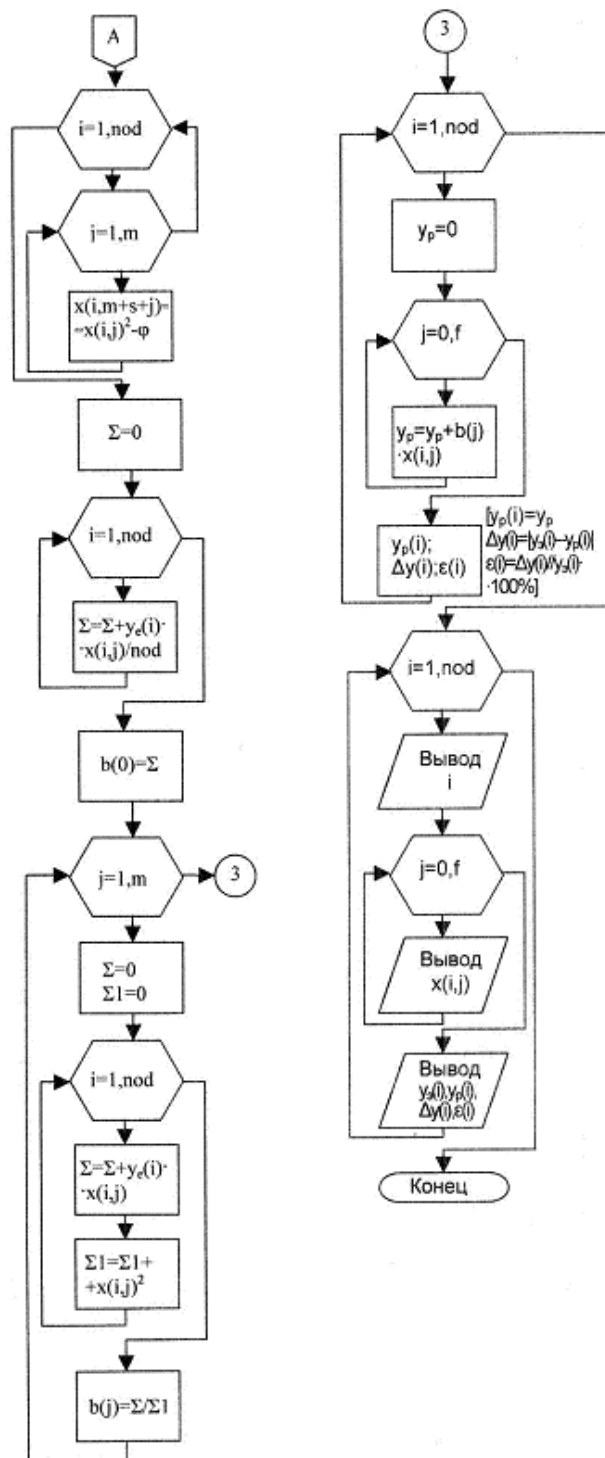 A
i=1,nod
j=1,m
x(i,m+s+j)=
=x(i,j)²-φ
Σ=0
i=1,nod
Σ=Σ+yₑ(i)·
·x(i,j)/nod
b(0)=Σ
j=1,m
3
Σ=0
Σ1=0
i=1,nod
Σ=Σ+yₑ(i)·
·x(i,j)
Σ1=Σ1+
+x(i,j)²
b(j)=Σ/Σ1
3
i=1,nod
yₚ=0
j=0,f
yₚ=yₚ+b(j)
·x(i,j)
yₚ(i);
Δy(i);ε(i)
[yₚ(i)=yₚ
Δy(i)=|yэ(i)–yₚ(i)|
ε(i)=Δy(i)/yэ(i)·
·100%]
i=1,nod
Вывод
i
j=0,f
Вывод
x(i,j)
Вывод
yэ(i),yₚ(i),
Δy(i),ε(i)
Конец